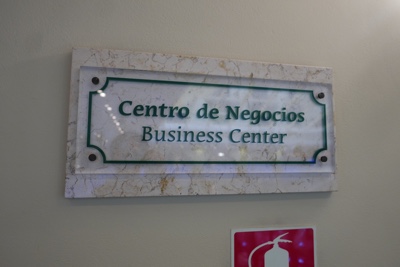 Centro de Negocios
Business Center